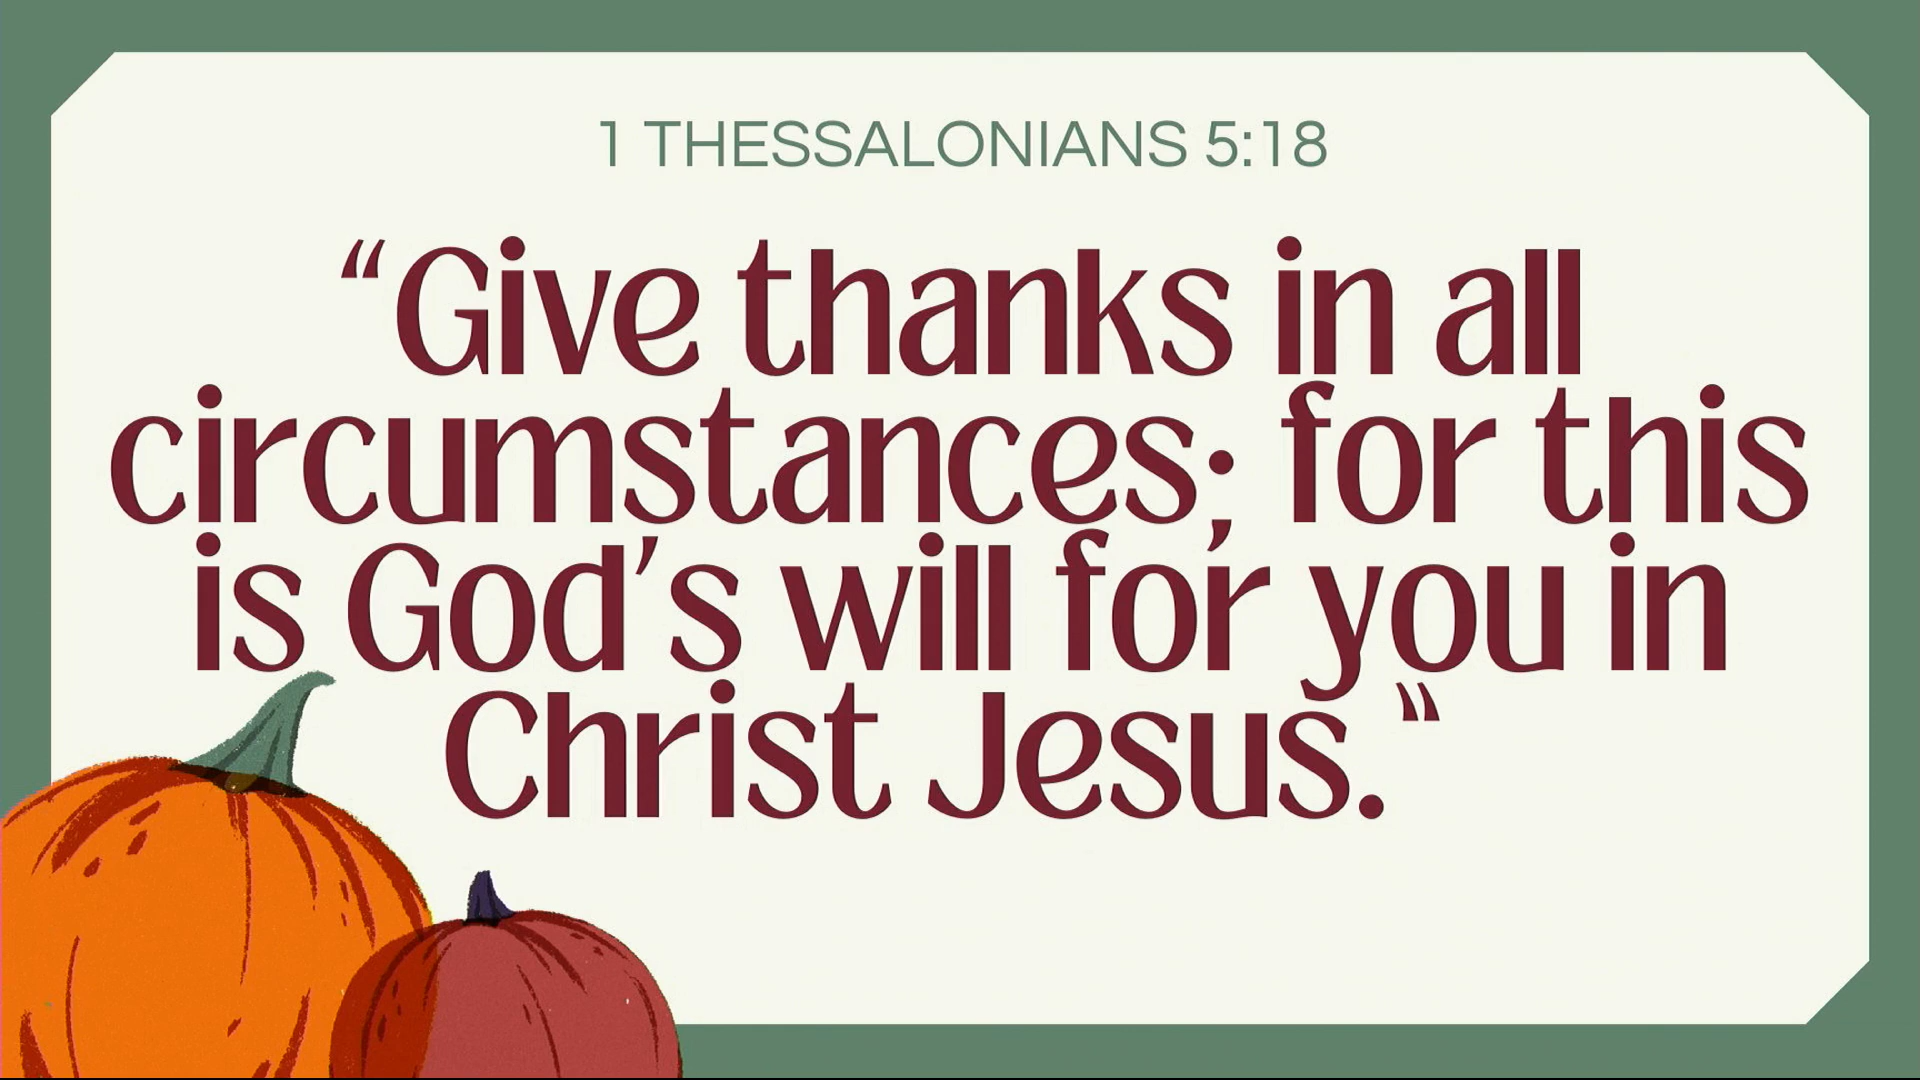 1 THESSALONIANS 5:18
“Give thanks in all
circumstances; for this
is God’s will for you in
Christ Jesus.“